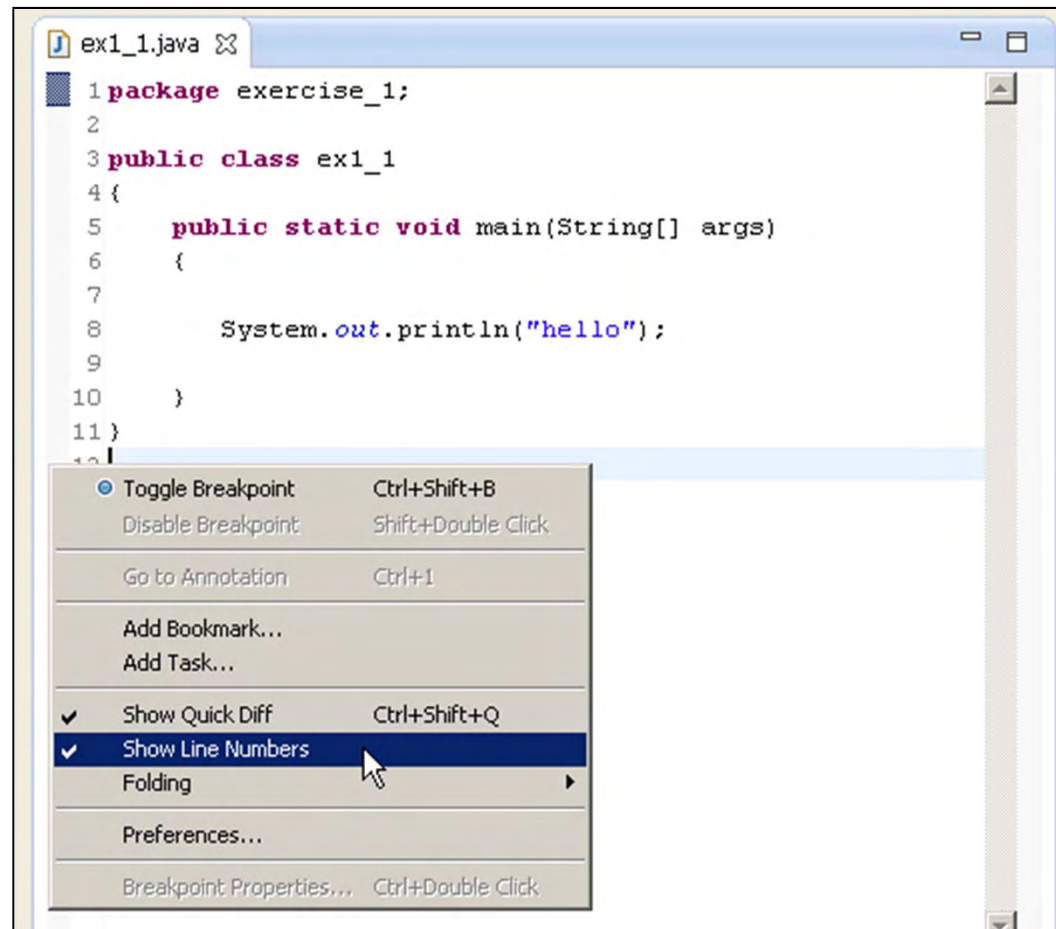 ex1_1.java
1 package exercise_1;
2
3 public class ex1_1
4 {
5 public static void main(String[] args)
6 {
7
8 System.out.println("hello");
9
10 }
11 }
Toggle Breakpoint Ctrl+Shift+B
Disable Breakpoint Shift+Double Click
Go to Annotation Ctrl+1
Add Bookmark...
Add Task...
Show Quick Diff Ctrl+Shift+Q
Show Line Numbers
Folding
Preferences...
Breakpoint Properties... Ctrl+Double Click